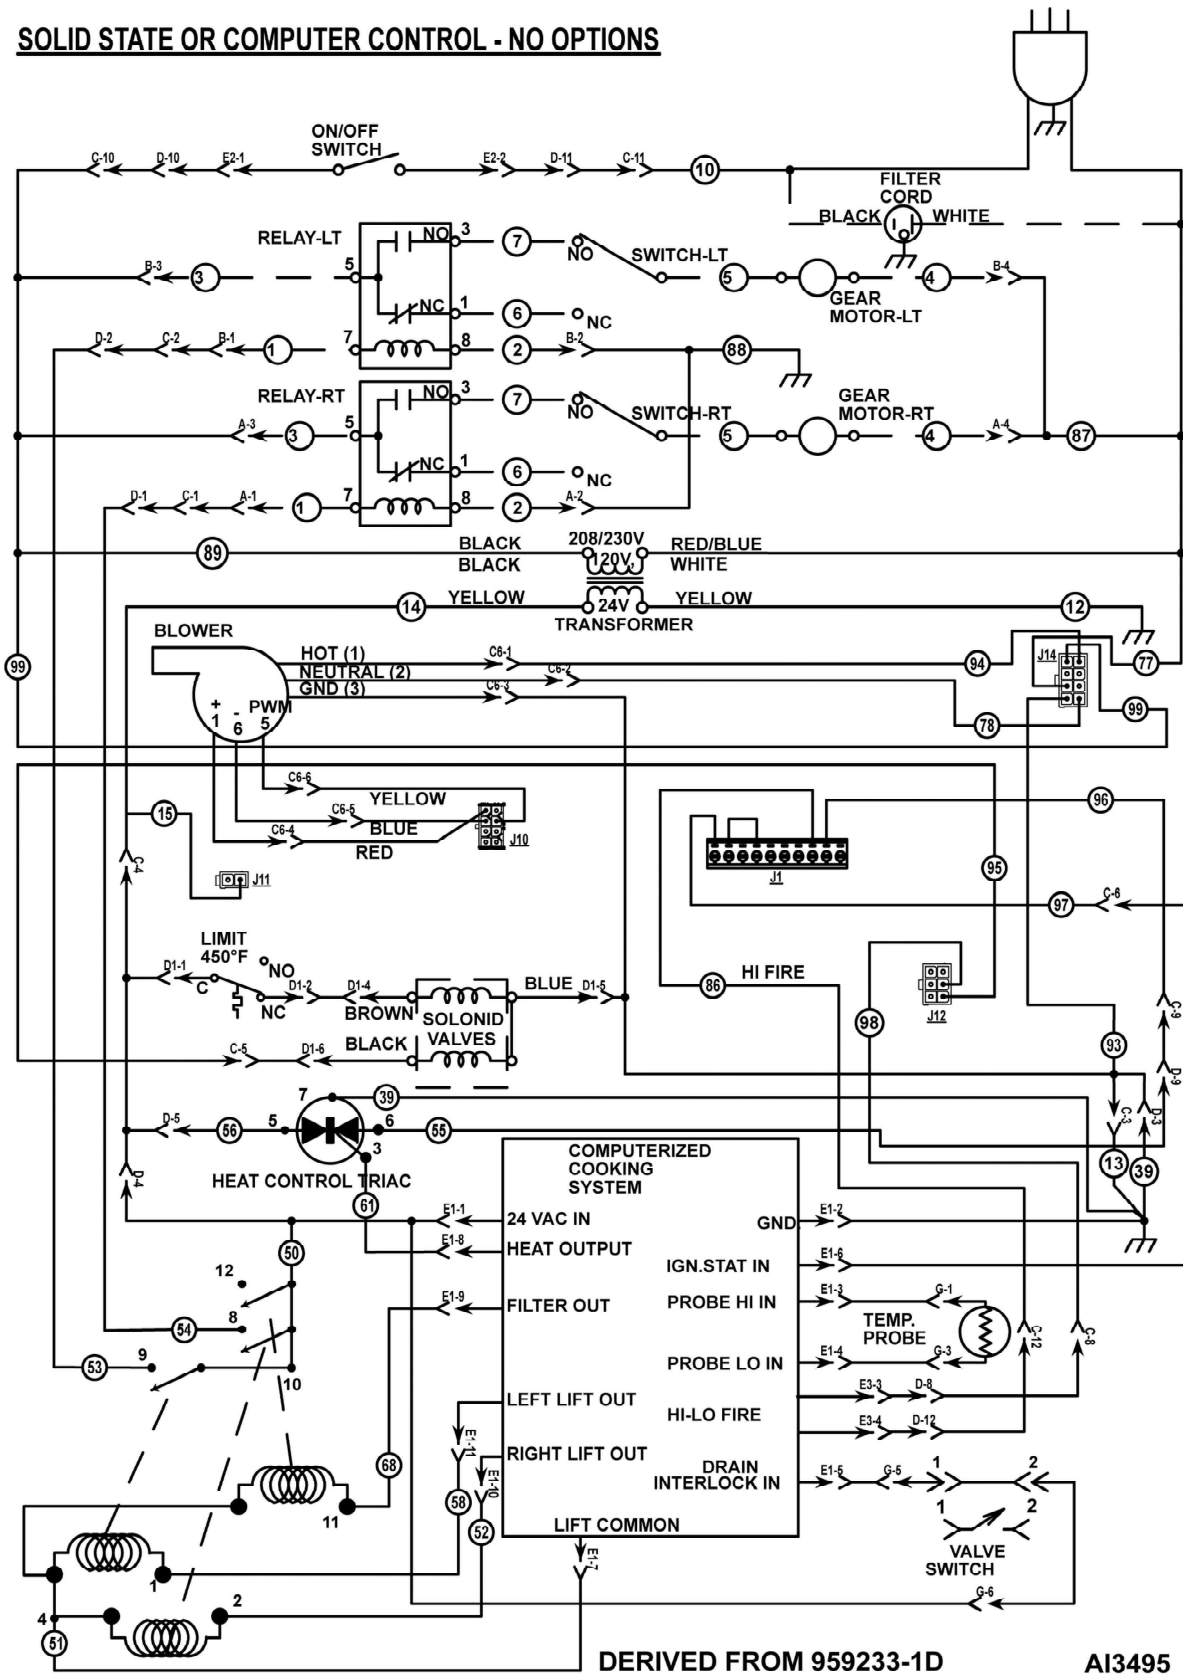 SOLID STATE OR COMPUTER CONTROL - NO OPTIONS
ON/OFF
SWITCH
C-10 D-10 E2-1 E2-2 D-11 C-11 10
FILTER
CORD
BLACK WHITE
RELAY-LT NO 3 7 NO SWITCH-LT
B-3 3 5 5 4 B-4
GEAR
MOTOR-LT
NC 1 6 NC
D-2 C-2 B-1 1 7 8 2 B-2 88
RELAY-RT NO 3 7 NO SWITCH-RT
GEAR
MOTOR-RT
A-3 3 5 5 4 A-4 87
NC 1 6 NC
D-1 C-1 A-1 1 7 8 2 A-2
89 BLACK 208/230V RED/BLUE
BLACK 120V, WHITE
14 YELLOW 24V YELLOW 12
TRANSFORMER
BLOWER
99 HOT (1) C6-1 94 J14 77
NEUTRAL (2) C6-2
GND (3) C6-3
+ - PWM
1 6 5
78 99
C6-6
YELLOW
C6-5
BLUE
C6-4
RED
J10
15
C-4
J11
96
J1
95
97 C-6
LIMIT
450°F
NO
D1-1 C NC D1-2 D1-4
BROWN
SOLONID
VALVES
BLUE D1-5
BLACK
C-5 D1-6
86 HI FIRE
J12
98
C-9
93
D-9
7 39
D-5 56 5 6 55
3
C-3 D-3
13 39
HEAT CONTROL TRIAC
D-4
61
COMPUTERIZED
COOKING
SYSTEM
E1-1 24 VAC IN
GND E1-2
50 E1-8 HEAT OUTPUT
IGN.STAT IN E1-6
12
E1-9 FILTER OUT
PROBE HI IN E1-3 G-1
TEMP.
PROBE
C-12 C-8
54 8
PROBE LO IN E1-4 G-3
53 9 10
LEFT LIFT OUT
HI-LO FIRE
E3-3 D-8
E3-4 D-12
E1-11
RIGHT LIFT OUT
E1-10
68 58 52
DRAIN
INTERLOCK IN
E1-5 G-5 1 2
1 2
VALVE
SWITCH
11
LIFT COMMON
E1-7
G-6
1
2
4
51
DERIVED FROM 959233-1D
AI3495